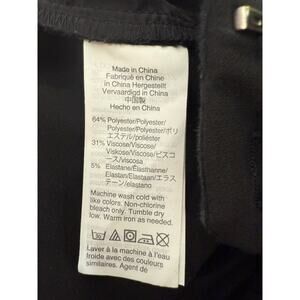 Made in China
Fabriqué en Chine
in China Hergestellt
Vervaardigd in China
中国製
Hecho en China
64% Polyester/Polyester/
Polyester/Polyester/ポリ
エステル/poliéster
31% Viscose/Viscose/
Viskose/Viscose/ビスコ
ース/viscosa
5% Elastane/Élasthanne/
Elastan/Elastaan/エラス
テーン/elastano
Machine wash cold with
like colors. Non-chlorine
bleach only. Tumble dry
low. Warm iron as needed.
Laver à la machine à l'eau
froide avec des couleurs
similaires. Agent de